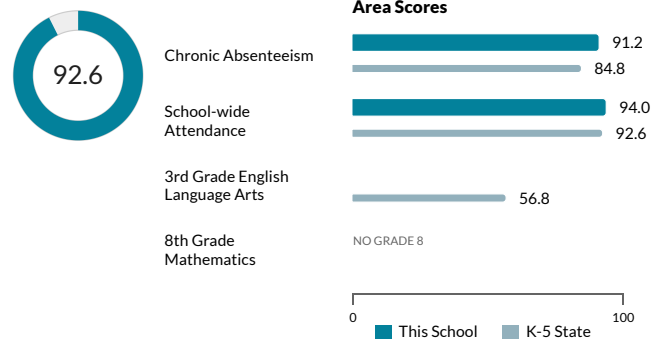 Area Scores
92.6
Chronic Absenteeism
91.2
84.8
School-wide
Attendance
94.0
92.6
3rd Grade English
Language Arts
56.8
8th Grade
Mathematics
NO GRADE 8
0
100
This School
K-5 State